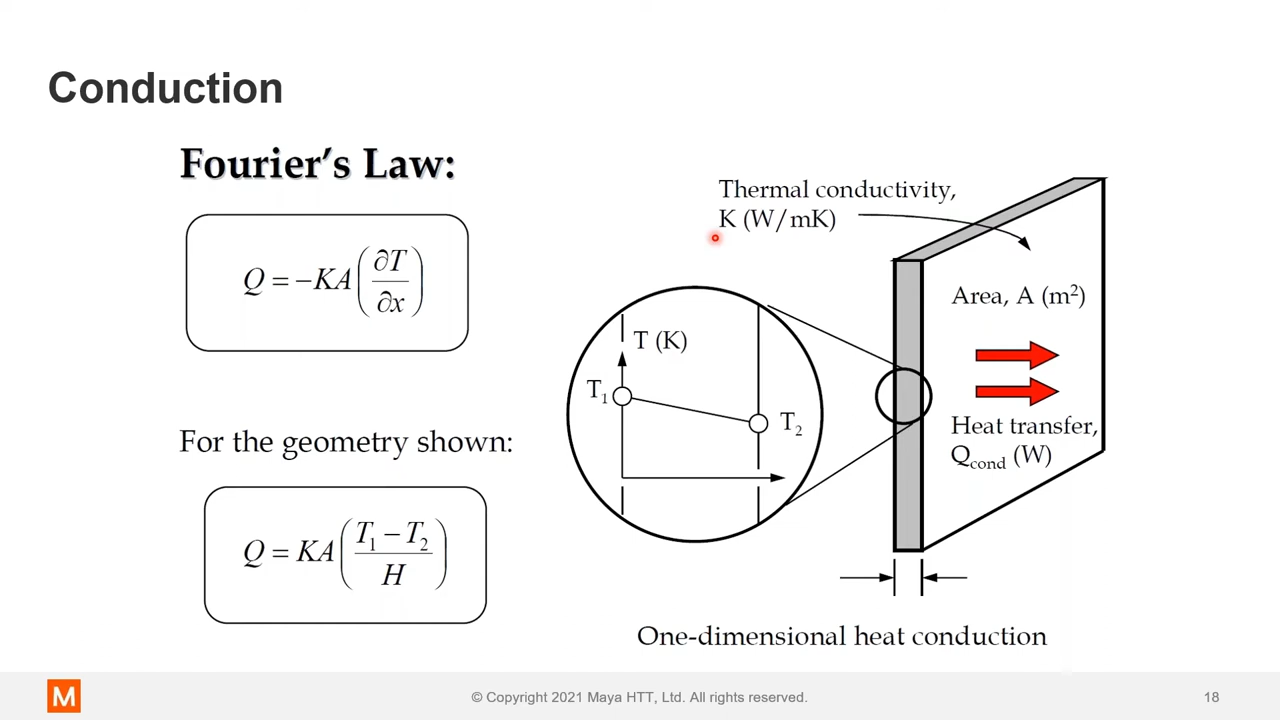 Conduction
Fourier's Law:
Q = −KA(∂T/∂x)
For the geometry shown:
Q = KA((T₁ − T₂)/H)
Thermal conductivity,
K (W/mK)
Area, A (m²)
T (K)
T₁
T₂
Heat transfer,
Q_cond (W)
One-dimensional heat conduction
M
© Copyright 2021 Maya HTT, Ltd. All rights reserved.
18